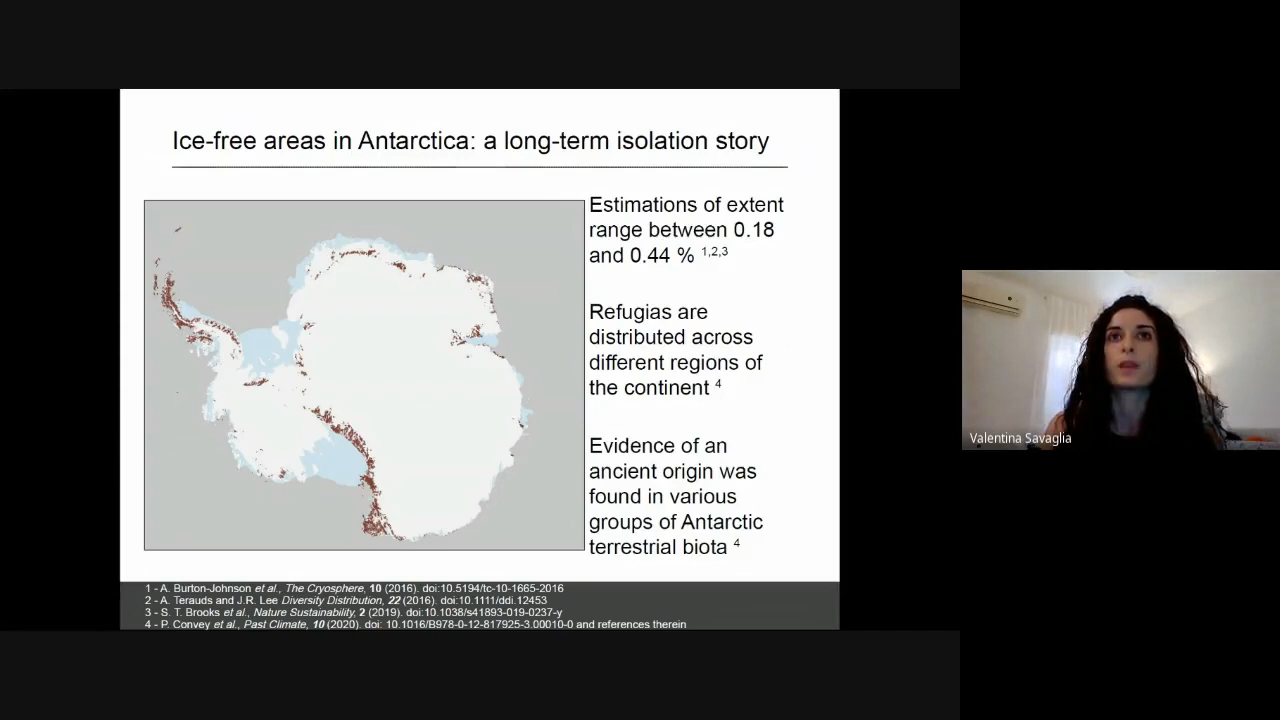 Ice-free areas in Antarctica: a long-term isolation story
Estimations of extent
range between 0.18
and 0.44 % 1,2,3
Refugias are
distributed across
different regions of
the continent 4
Evidence of an
ancient origin was
found in various
groups of Antarctic
terrestrial biota 4
1 - A. Burton-Johnson et al., The Cryosphere, 10 (2016). doi:10.5194/tc-10-1665-2016
2 - A. Terauds and J.R. Lee Diversity Distribution, 22 (2016). doi:10.1111/ddi.12453
3 - S. T. Brooks et al., Nature Sustainability, 2 (2019). doi:10.1038/s41893-019-0237-y
4 - P. Convey et al., Past Climate, 10 (2020). doi: 10.1016/B978-0-12-817925-3.00010-0 and references therein
Valentina Savaglia